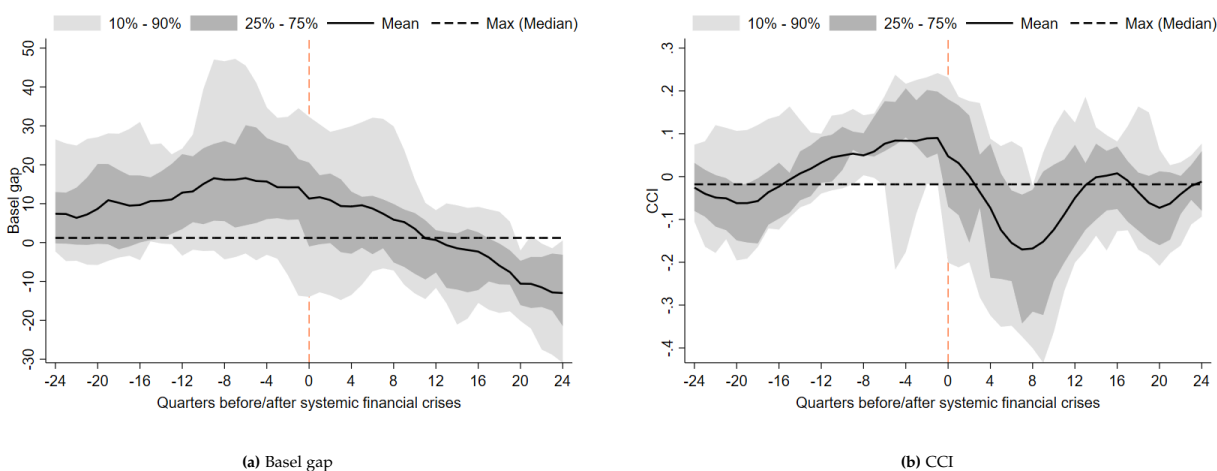 10% - 90% 25% - 75% Mean Max (Median)
Basel gap
50
40
30
20
10
0
-10
-20
-30
-24 -20 -16 -12 -8 -4 0 4 8 12 16 20 24
Quarters before/after systemic financial crises
(a) Basel gap
10% - 90% 25% - 75% Mean Max (Median)
CCI
.3
.2
.1
0
-.1
-.2
-.3
-.4
-24 -20 -16 -12 -8 -4 0 4 8 12 16 20 24
Quarters before/after systemic financial crises
(b) CCI